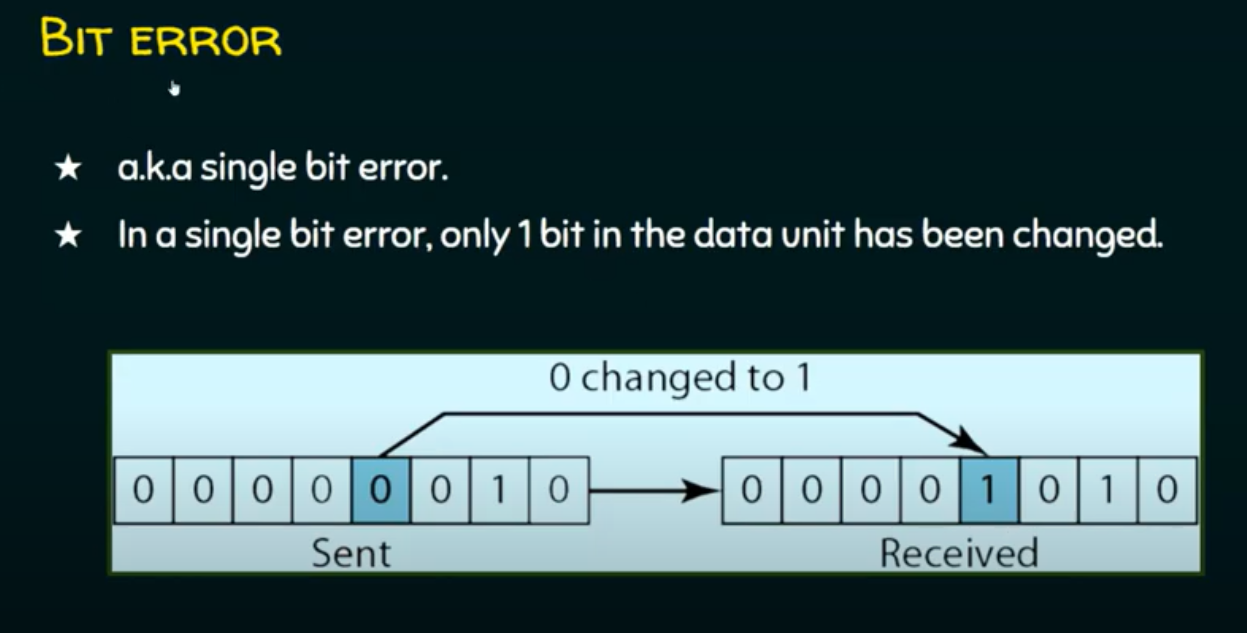 BIT ERROR
★ a.k.a single bit error.
★ In a single bit error, only 1 bit in the data unit has been changed.
0 changed to 1
0 0 0 0 0 0 1 0 0 0 0 0 1 0 1 0
Sent Received